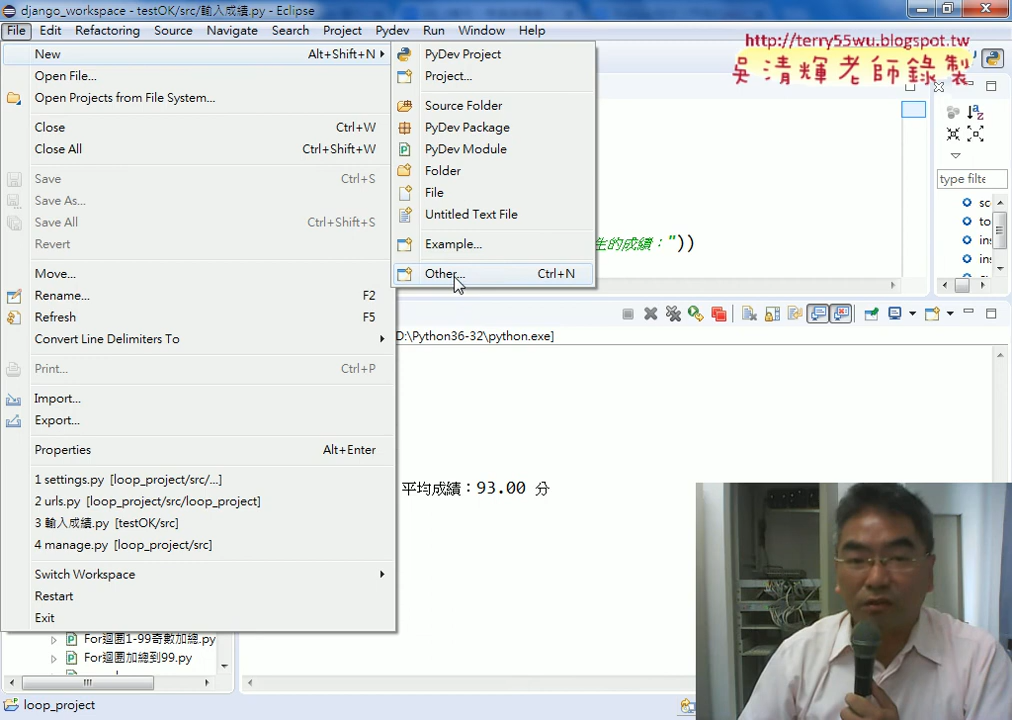 django_workspace - testOK/src/輸入成績.py - Eclipse
File Edit Refactoring Source Navigate Search Project Pydev Run Window Help
http://terry55wu.blogspot.tw
吳清輝老師錄製
New Alt+Shift+N
Open File...
Open Projects from File System...
Close Ctrl+W
Close All Ctrl+Shift+W
Save Ctrl+S
Save As...
Save All Ctrl+Shift+S
Revert
Move...
Rename... F2
Refresh F5
Convert Line Delimiters To
Print... Ctrl+P
Import...
Export...
Properties Alt+Enter
1 settings.py [loop_project/src/...]
2 urls.py [loop_project/src/loop_project]
3 輸入成績.py [testOK/src]
4 manage.py [loop_project/src]
Switch Workspace
Restart
Exit
PyDev Project
Project...
Source Folder
PyDev Package
PyDev Module
Folder
File
Untitled Text File
Example...
Other... Ctrl+N
生的成績："))
type filte
sc
to
in
in
D:\Python36-32\python.exe]
平均成績：93.00 分
For迴圈1-99奇數加總.py
For迴圈加總到99.py
loop_project